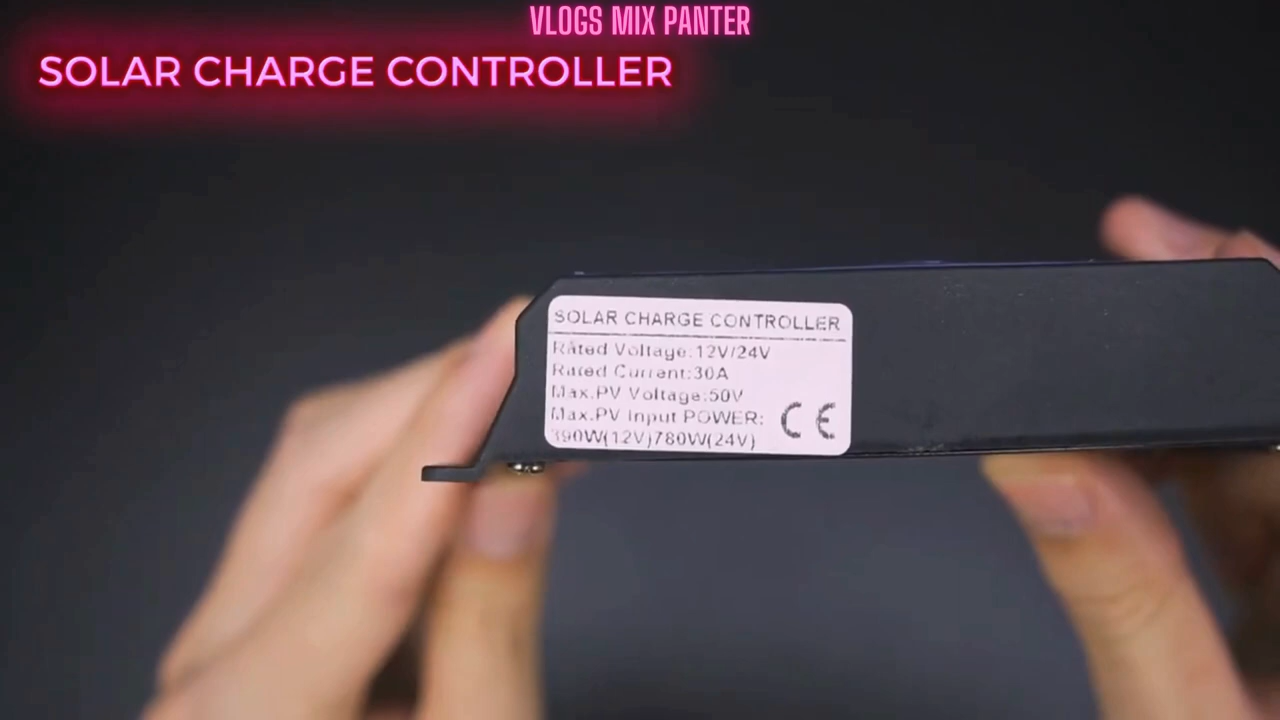 VLOGS MIX PANTER
SOLAR CHARGE CONTROLLER
SOLAR CHARGE CONTROLLER
Rated Voltage:12V/24V
Rated Current:30A
Max.PV Voltage:50V
Max.PV Input POWER:
390W(12V)780W(24V)
CE